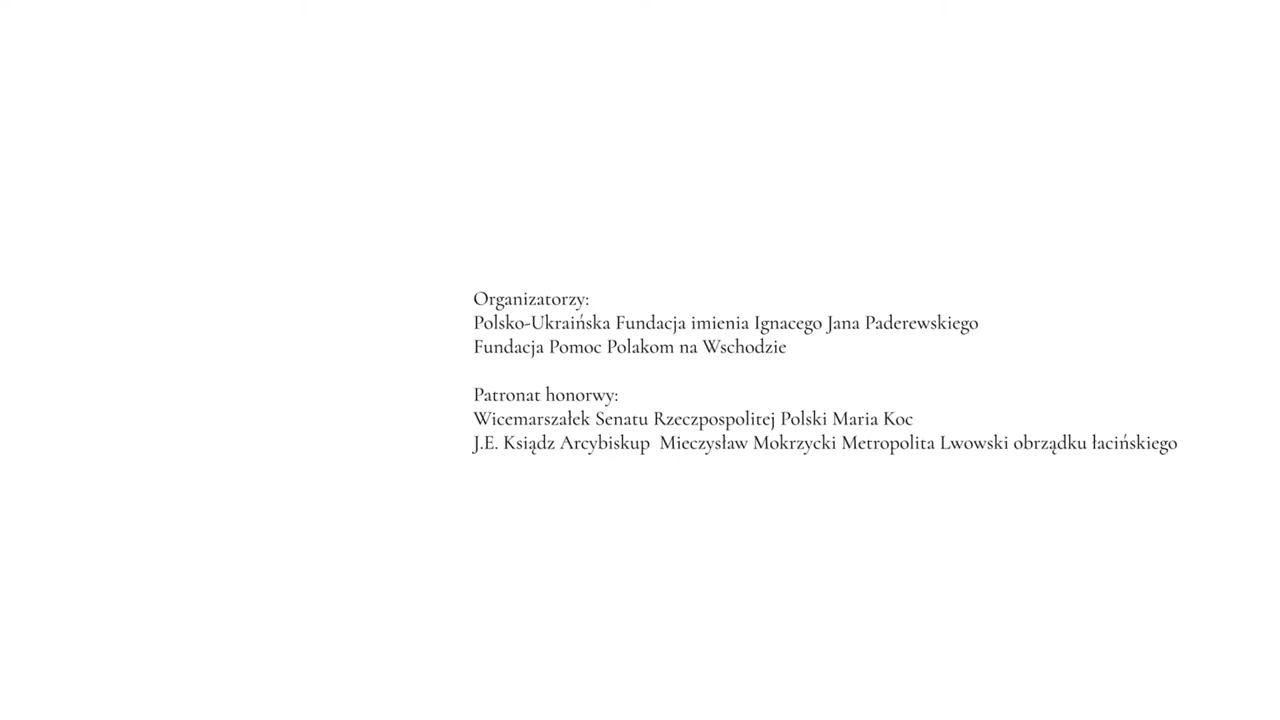 Organizatorzy:
Polsko-Ukraińska Fundacja imienia Ignacego Jana Paderewskiego
Fundacja Pomoc Polakom na Wschodzie
Patronat honorwy:
Wicemarszałek Senatu Rzeczpospolitej Polski Maria Koc
J.E. Ksiądz Arcybiskup  Mieczysław Mokrzycki Metropolita Lwowski obrządku łacińskiego